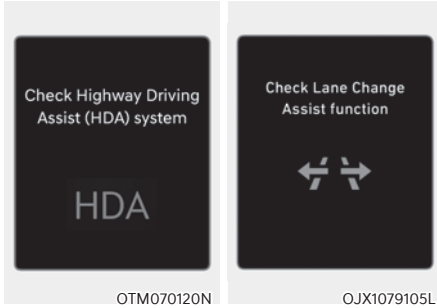 Check Highway Driving
Assist (HDA) system
HDA
OTM070120N
Check Lane Change
Assist function
OJX1079105L